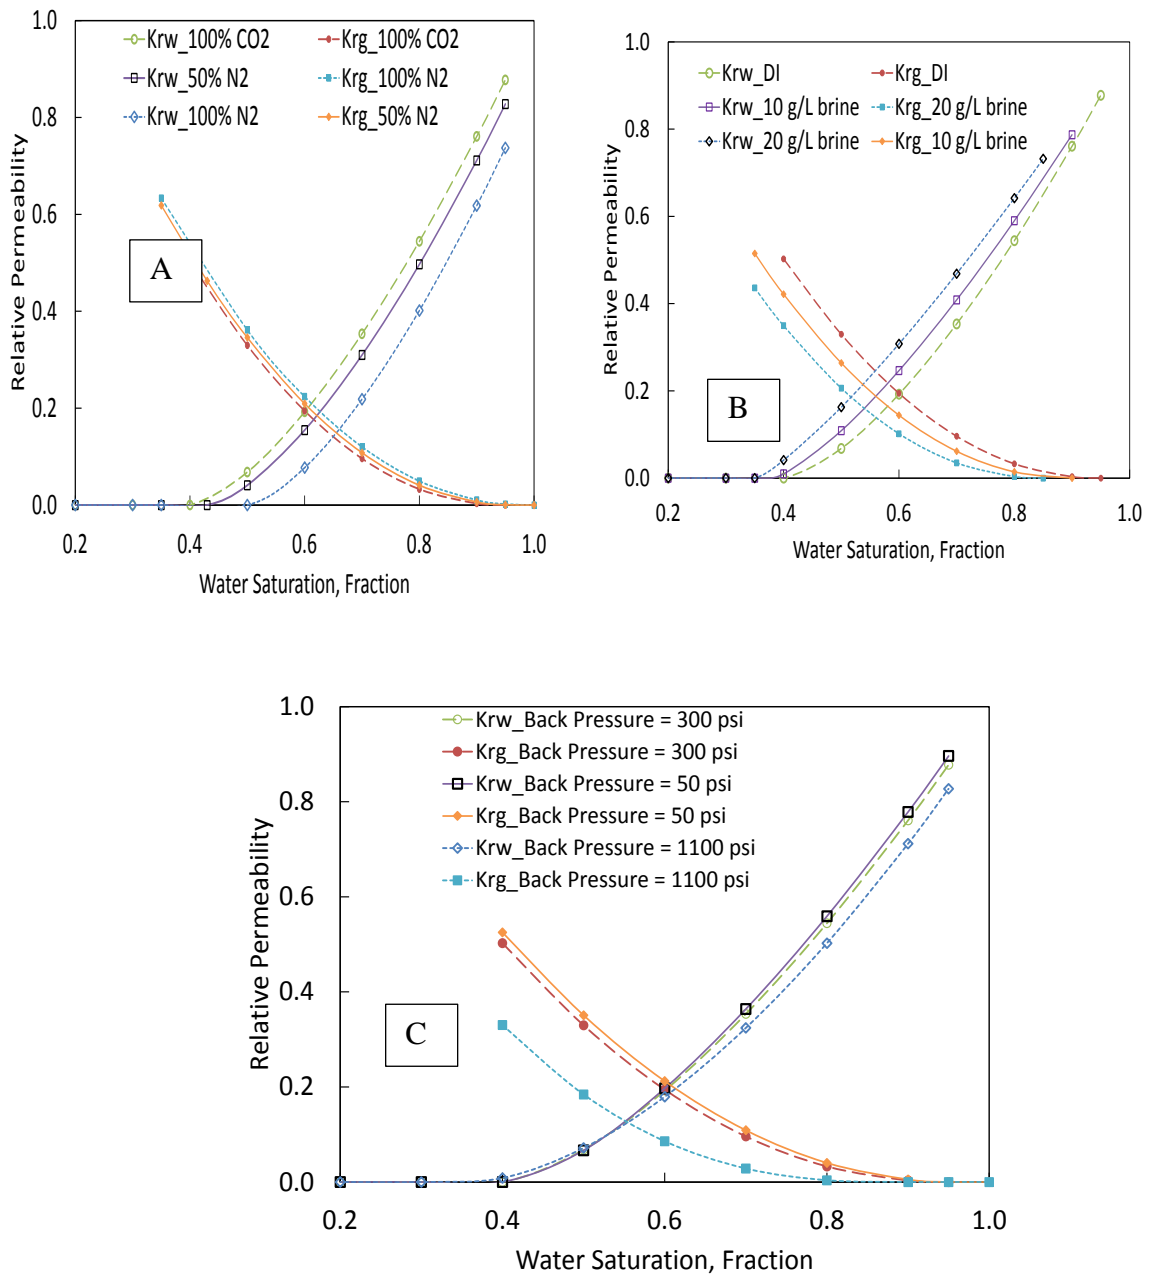 1.0
0.8
0.6
0.4
0.2
0.0
Relative Permeability
Krw_100% CO2
Krg_100% CO2
Krw_50% N2
Krg_100% N2
Krw_100% N2
Krg_50% N2
A
0.2
0.4
0.6
0.8
1.0
Water Saturation, Fraction
1.0
0.8
0.6
0.4
0.2
0.0
Relative Permeability
Krw_DI
Krg_DI
Krw_10 g/L brine
Krg_20 g/L brine
Krw_20 g/L brine
Krg_10 g/L brine
B
0.2
0.4
0.6
0.8
1.0
Water Saturation, Fraction
1.0
0.8
0.6
0.4
0.2
0.0
Relative Permeability
Krw_Back Pressure = 300 psi
Krg_Back Pressure = 300 psi
Krw_Back Pressure = 50 psi
Krg_Back Pressure = 50 psi
Krw_Back Pressure = 1100 psi
Krg_Back Pressure = 1100 psi
C
0.2
0.4
0.6
0.8
1.0
Water Saturation, Fraction